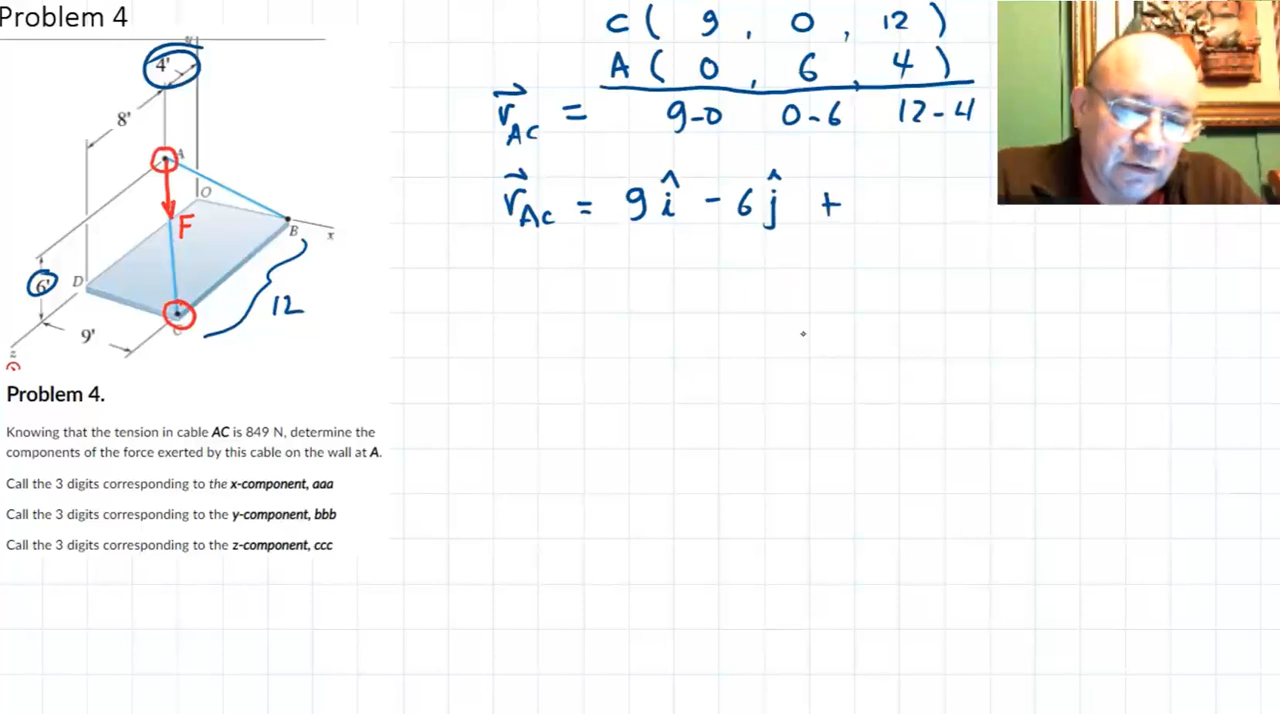 Problem 4
C ( 9 , 0 , 12 )
A ( 0 , 6 , 4 )
r AC = 9-0 0-6 12-4
r AC = 9 î - 6 ĵ +
4'
8'
A
O
F
B
x
6'
D
12
C
9'
z
Problem 4.
Knowing that the tension in cable AC is 849 N, determine the
components of the force exerted by this cable on the wall at A.
Call the 3 digits corresponding to the x-component, aaa
Call the 3 digits corresponding to the y-component, bbb
Call the 3 digits corresponding to the z-component, ccc